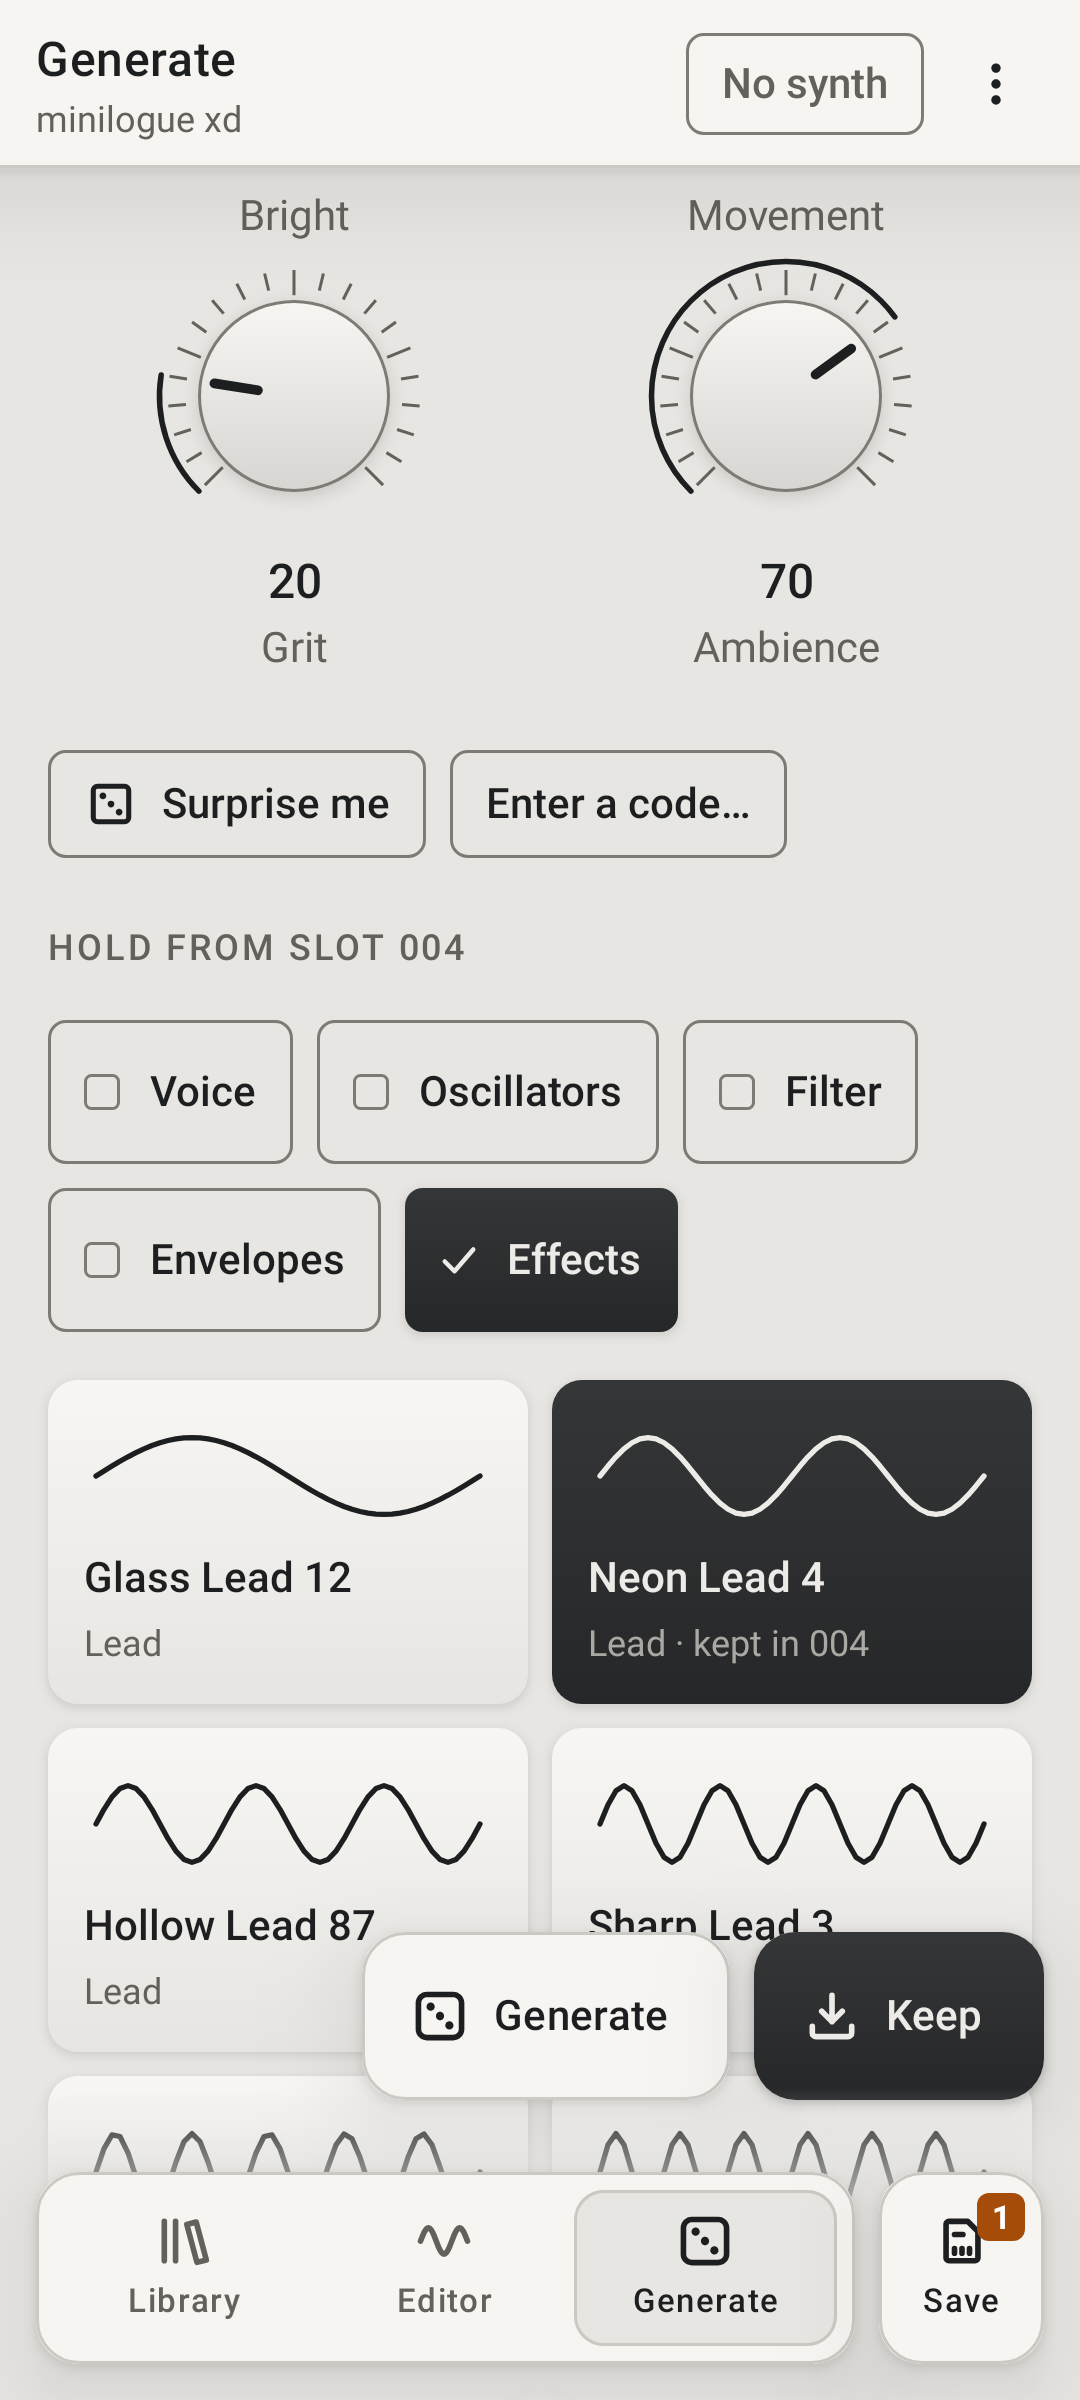 Generate
minilogue xd
No synth
Bright
Movement
20
70
Grit
Ambience
Surprise me
Enter a code...
HOLD FROM SLOT 004
Voice
Oscillators
Filter
Envelopes
Effects
Glass Lead 12
Lead
Neon Lead 4
Lead · kept in 004
Hollow Lead 87
Lead
Sharp Lead 3
Generate
Keep
Library
Editor
Generate
1
Save